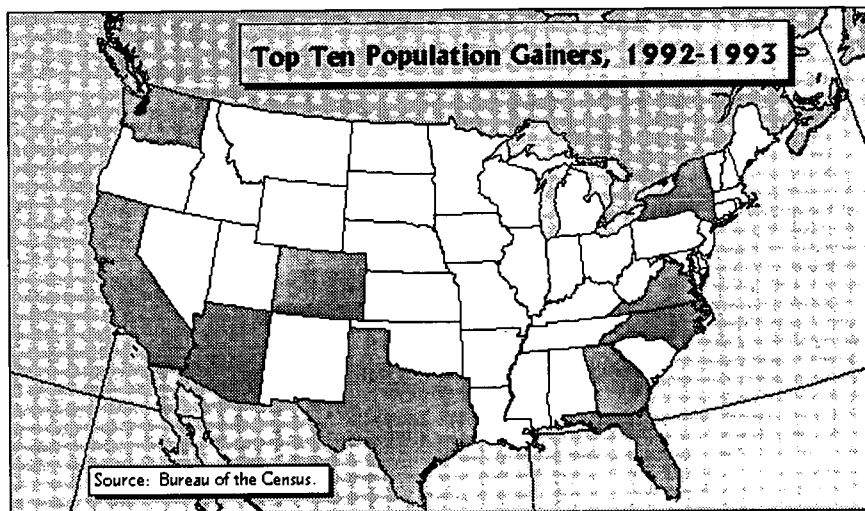 Top Ten Population Gainers, 1992-1993
Source: Bureau of the Census.